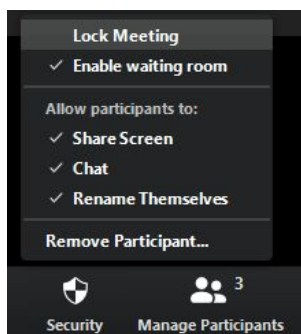 Lock Meeting
✓ Enable waiting room
Allow participants to:
✓ Share Screen
✓ Chat
✓ Rename Themselves
Remove Participant...
3
Security Manage Participants